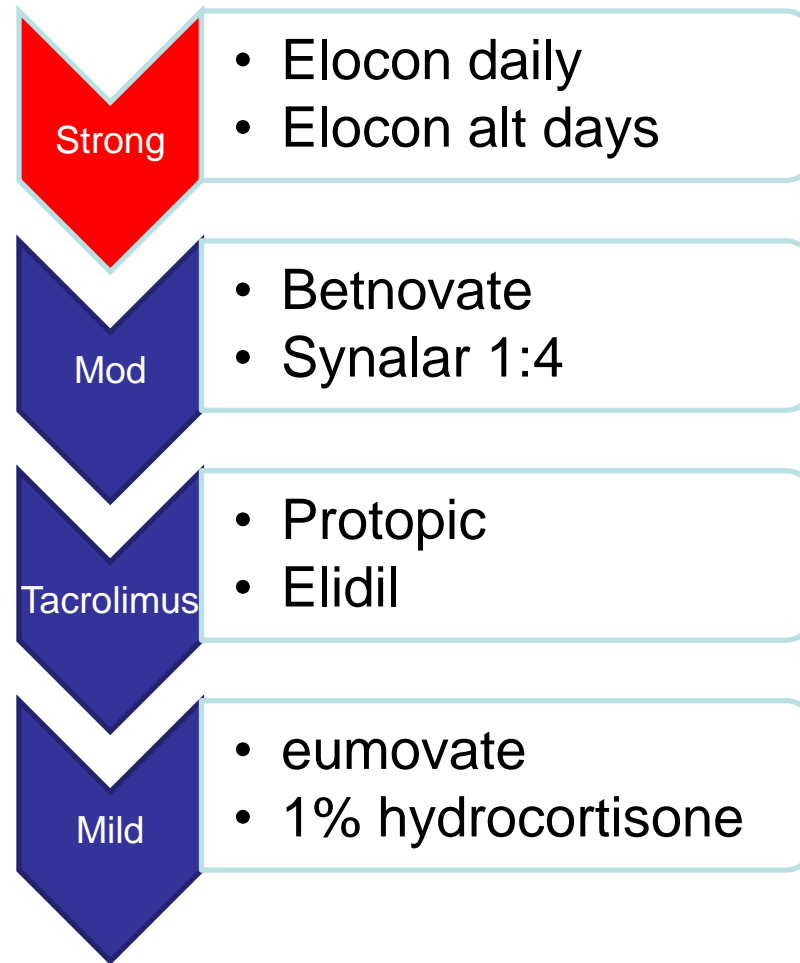 Strong
• Elocon daily
• Elocon alt days
Mod
• Betnovate
• Synalar 1:4
Tacrolimus
• Protopic
• Elidil
Mild
• eumovate
• 1% hydrocortisone